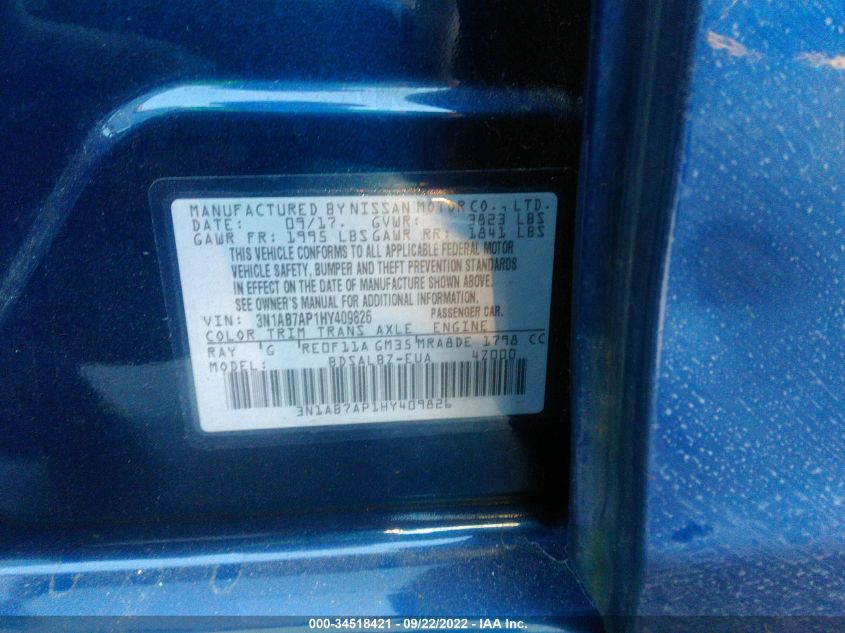 MANUFACTURED BY NISSAN MOTOR CO., LTD.
DATE: 09/17. GVWR: 3823 LBS
GAWR FR: 1995 LBS GAWR RR: 1841 LBS
THIS VEHICLE CONFORMS TO ALL APPLICABLE FEDERAL MOTOR
VEHICLE SAFETY, BUMPER AND THEFT PREVENTION STANDARDS
IN EFFECT ON THE DATE OF MANUFACTURE SHOWN ABOVE.
SEE OWNER'S MANUAL FOR ADDITIONAL INFORMATION.
VIN: 3N1AB7AP1HY409826 PASSENGER CAR.
COLOR TRIM TRANS AXLE ENGINE
RAY G RE0F11A GM35 MRA8DE 1798 CC
MODEL: BDSALBZ-EUA 4Z000
3N1AB7AP1HY409826
000-34518421 - 09/22/2022 - IAA Inc.